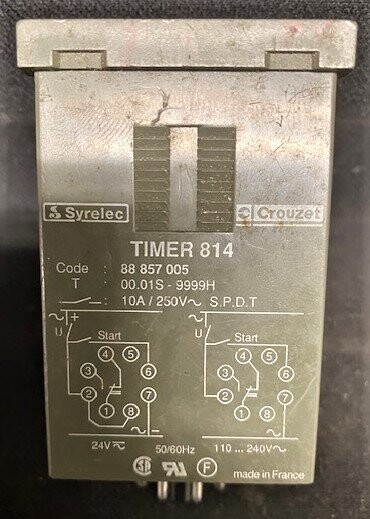 Syrelec Crouzet
TIMER 814
Code : 88 857 005
T : 00.01S - 9999H
: 10A / 250V~ S.P.D.T
~ + ~
U Start U Start
4 5 4 5
3 6 3 6
2 7 2 7
1 8 1 8
~ - ~
24V 50/60Hz 110 ... 240V~
SA UR F
made in France